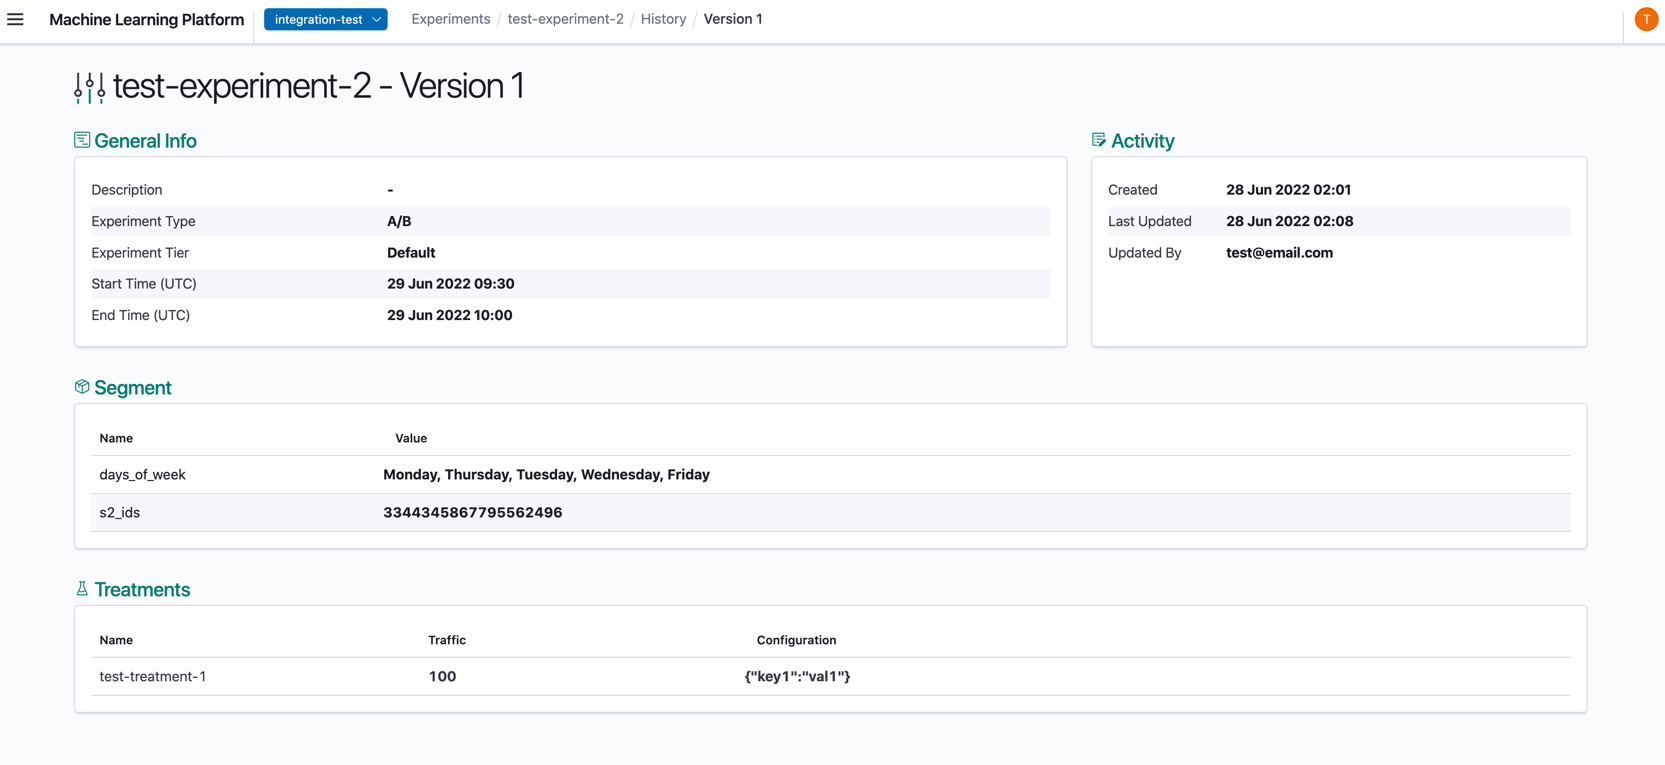 Machine Learning Platform integration-test Experiments / test-experiment-2 / History / Version 1 T
test-experiment-2 - Version 1
General Info
Description -
Experiment Type A/B
Experiment Tier Default
Start Time (UTC) 29 Jun 2022 09:30
End Time (UTC) 29 Jun 2022 10:00
Activity
Created 28 Jun 2022 02:01
Last Updated 28 Jun 2022 02:08
Updated By test@email.com
Segment
Name Value
days_of_week Monday, Thursday, Tuesday, Wednesday, Friday
s2_ids 3344345867795562496
Treatments
Name Traffic Configuration
test-treatment-1 100 {"key1":"val1"}